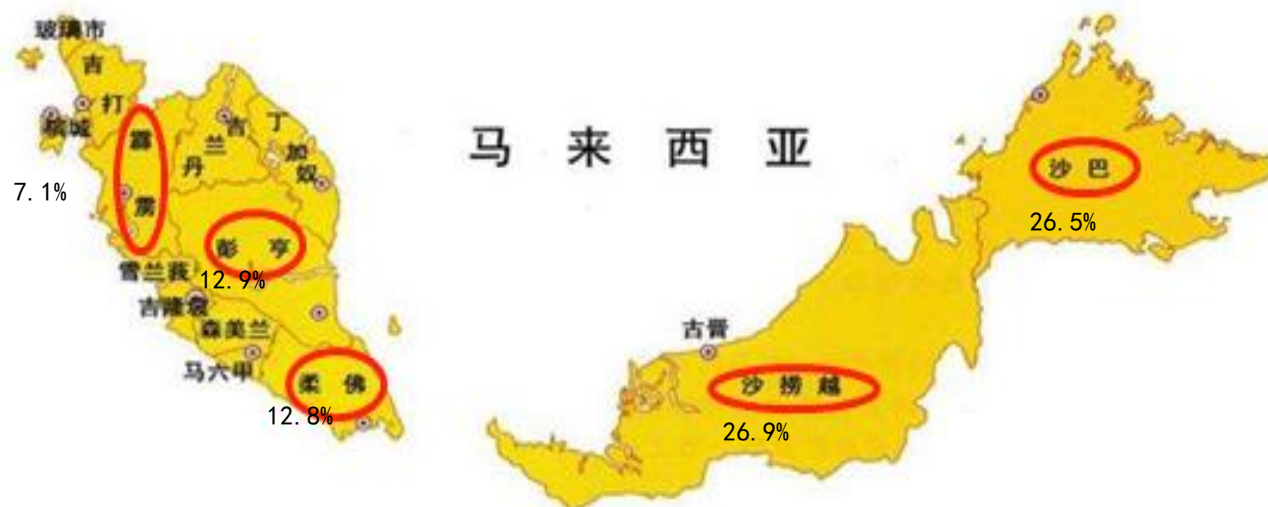 玻璃市
吉打
槟城
霹雳
7.1%
吉兰丹
丁加奴
彭亨
12.9%
雪兰莪
吉隆坡
森美兰
马六甲
柔佛
12.8%
马来西亚
沙巴
26.5%
古晋
沙捞越
26.9%